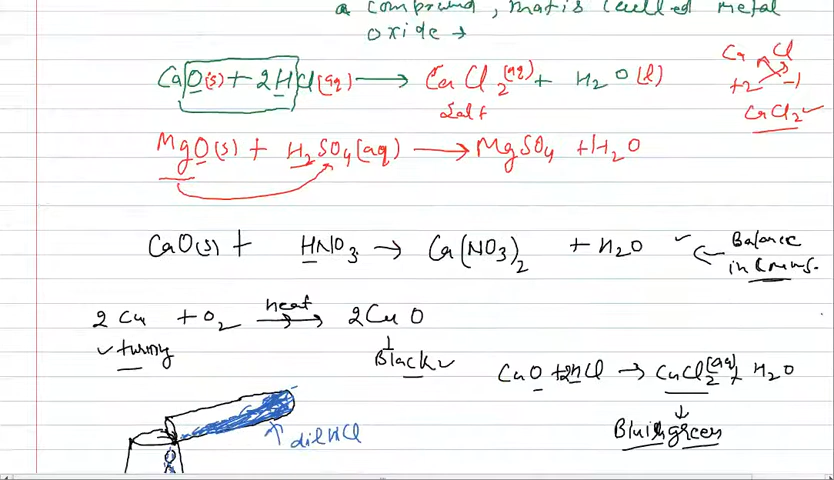 a compound, that is called metal
oxide →
CaO(s) + 2HCl(aq) → CaCl₂(aq) + H₂O(l)
Salt
Ca Cl
+2 -1
CaCl₂ ✓
MgO(s) + H₂SO₄(aq) → MgSO₄ + H₂O
CaO(s) + HNO₃ → Ca(NO₃)₂ + H₂O ✓
Balance
in
2Cu + O₂ heat → 2CuO
✓
Black ✓
CuO + 2HCl → CuCl₂(aq) + H₂O
Bluish green
↑ dil HCl